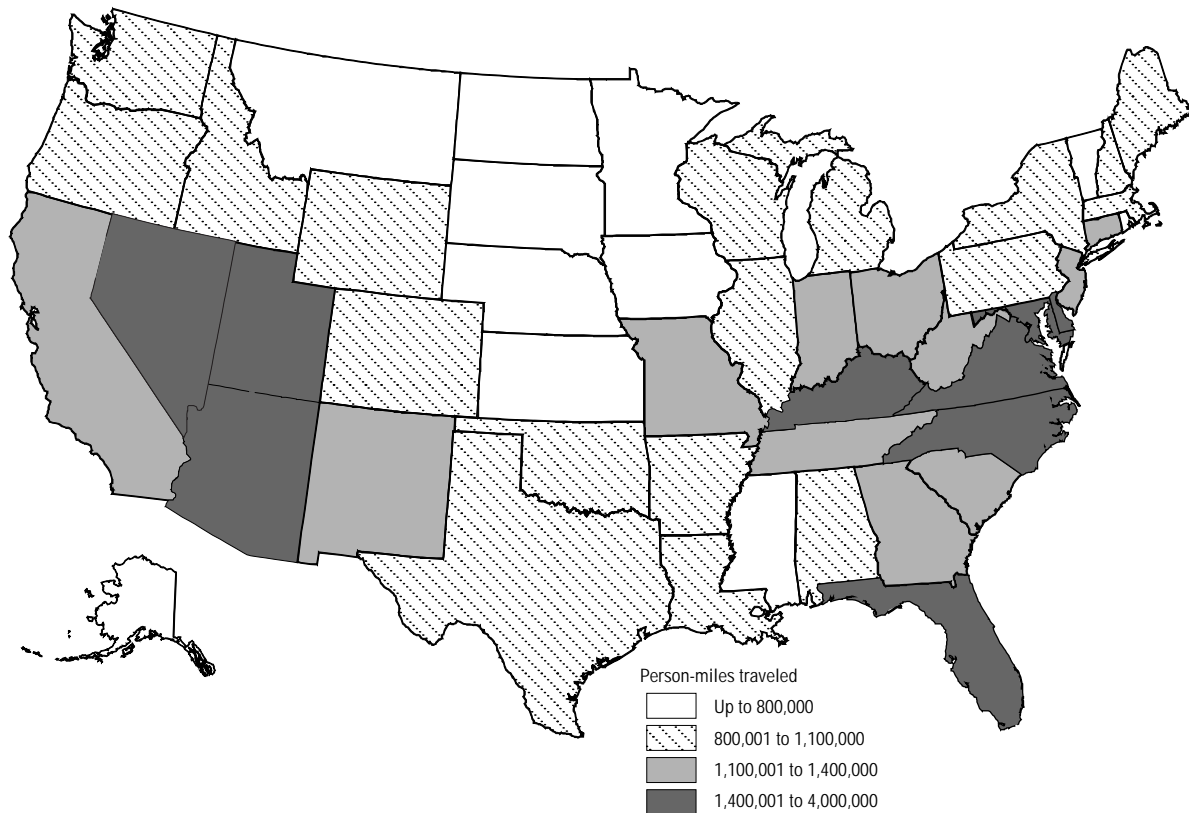 Person-miles traveled
Up to 800,000
800,001 to 1,100,000
1,100,001 to 1,400,000
1,400,001 to 4,000,000